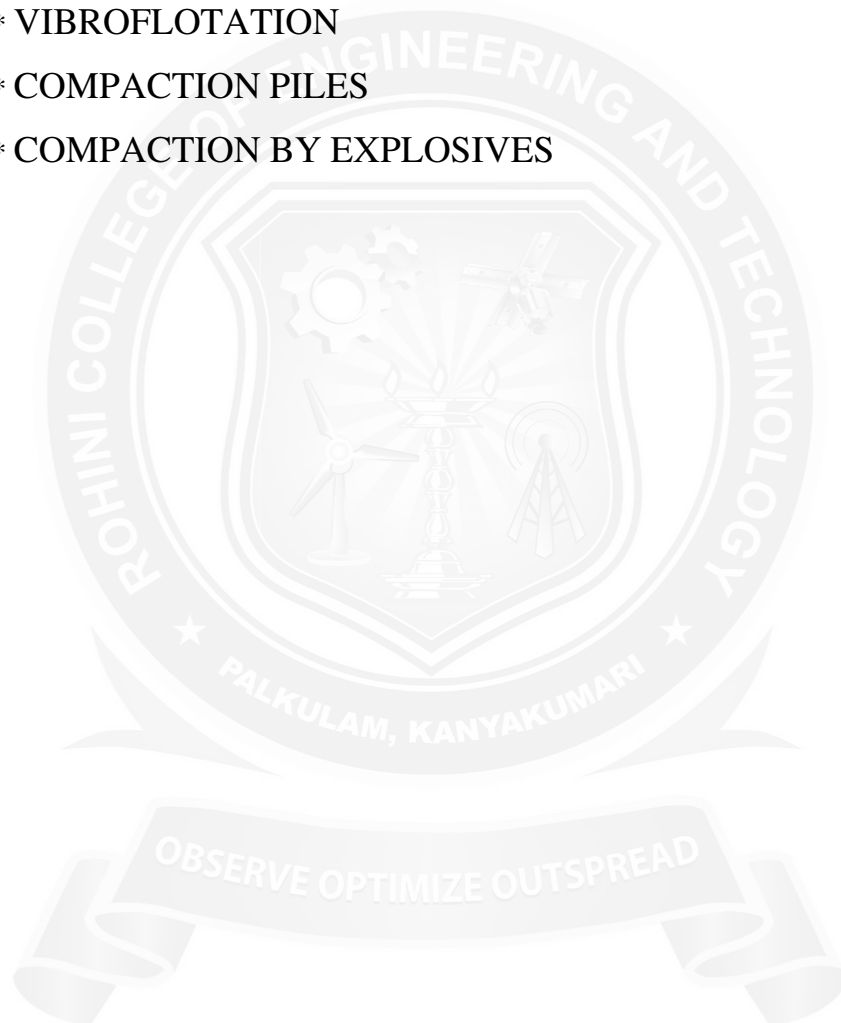 * VIBROFLOTATION
* COMPACTION PILES
* COMPACTION BY EXPLOSIVES
ROHINI COLLEGE OF ENGINEERING AND TECHNOLOGY
PALKULAM, KANYAKUMARI
OBSERVE OPTIMIZE OUTSPREAD